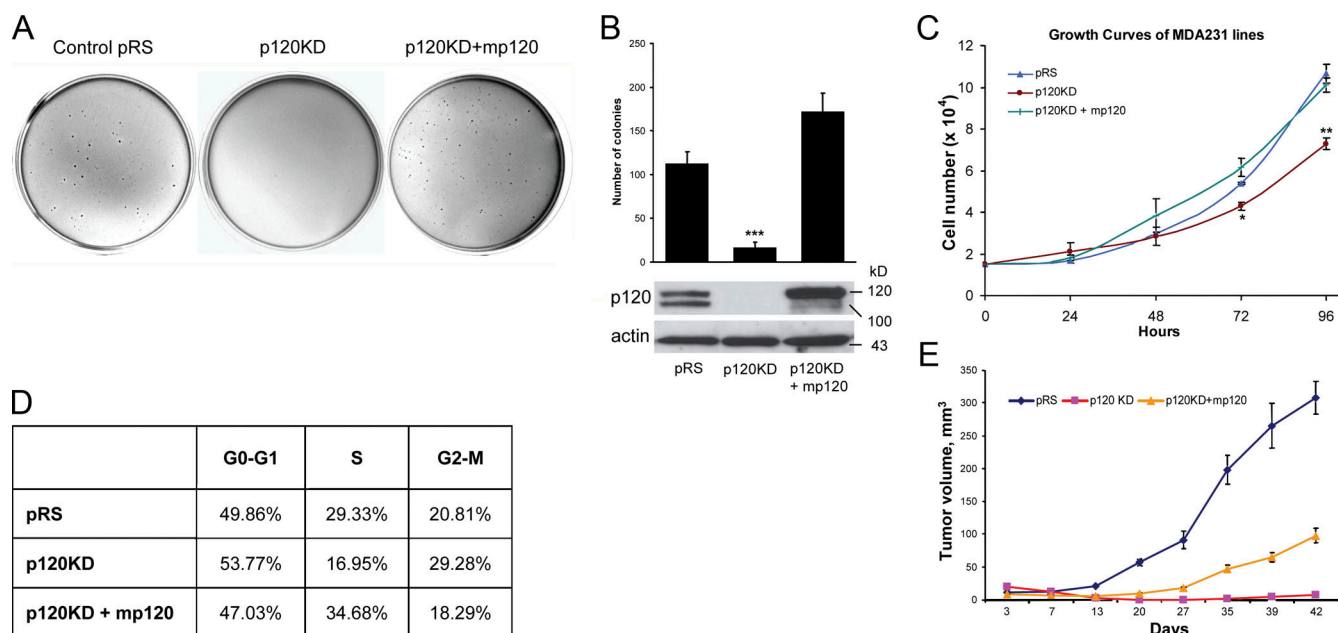 A
Control pRS
p120KD
p120KD+mp120
B
Number of colonies
250
200
150
100
50
0
***
kD
p120
120
100
actin
43
pRS
p120KD
p120KD
+ mp120
C
Growth Curves of MDA231 lines
pRS
p120KD
p120KD + mp120
Cell number (x 10⁴)
12
10
8
6
4
2
0
**
*
0 24 48 72 96
Hours
D
G0-G1 S G2-M
pRS 49.86% 29.33% 20.81%
p120KD 53.77% 16.95% 29.28%
p120KD + mp120 47.03% 34.68% 18.29%
E
pRS p120 KD p120KD+mp120
Tumor volume, mm³
350
300
250
200
150
100
50
0
3 7 13 20 27 35 39 42
Days